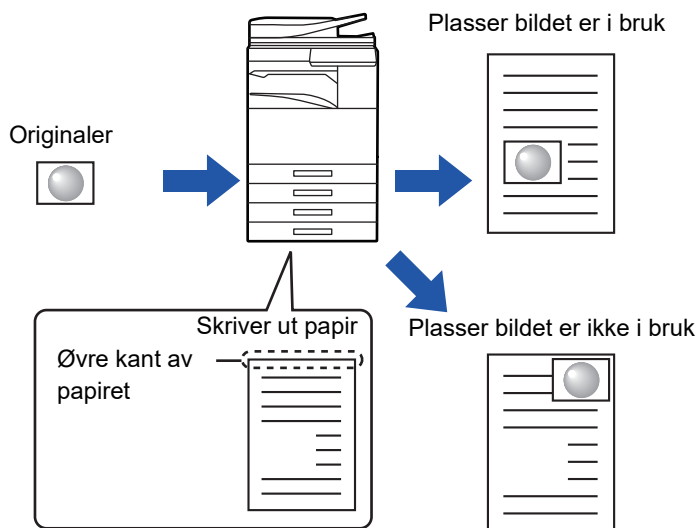 Plasser bildet er i bruk
Originaler
Skriver ut papir
Øvre kant av
papiret
Plasser bildet er ikke i bruk